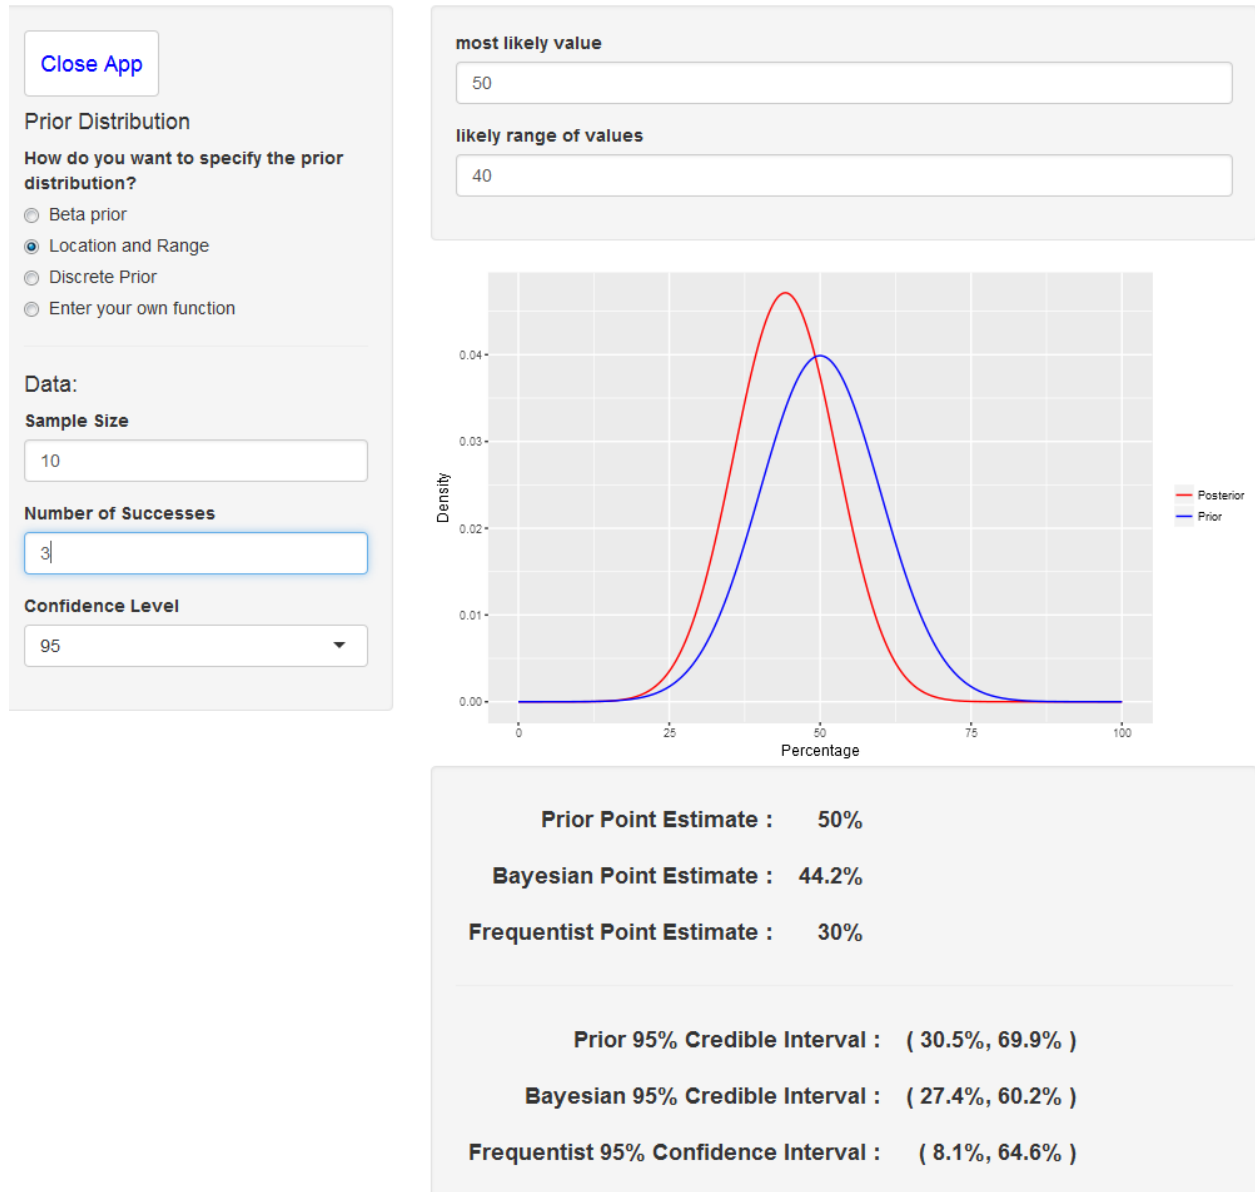 Close App
Prior Distribution
How do you want to specify the prior
distribution?
Beta prior
Location and Range
Discrete Prior
Enter your own function
Data:
Sample Size
10
Number of Successes
3
Confidence Level
95
most likely value
50
likely range of values
40
0.04
0.03
0.02
0.01
0.00
Density
0 25 50 75 100
Percentage
Posterior
Prior
Prior Point Estimate : 50%
Bayesian Point Estimate : 44.2%
Frequentist Point Estimate : 30%
Prior 95% Credible Interval : ( 30.5%, 69.9% )
Bayesian 95% Credible Interval : ( 27.4%, 60.2% )
Frequentist 95% Confidence Interval : ( 8.1%, 64.6% )